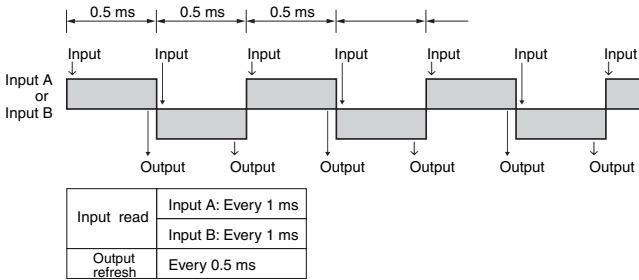 0.5 ms 0.5 ms 0.5 ms
Input Input Input Input Input Input Input
Input A
or
Input B
Output Output Output Output Output Output
Input read
Input A: Every 1 ms
Input B: Every 1 ms
Output
refresh
Every 0.5 ms